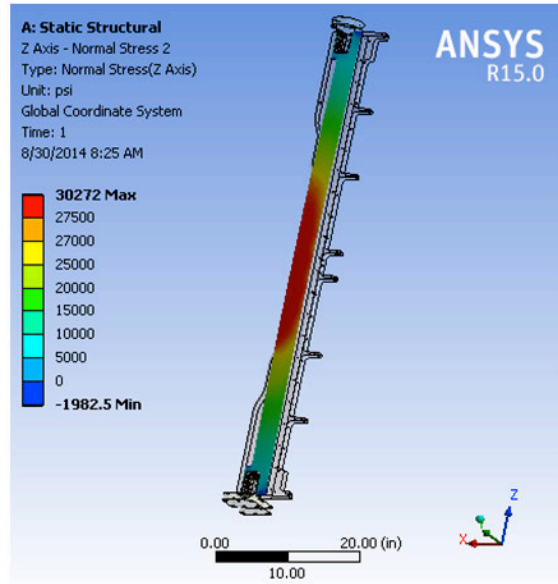 A: Static Structural
Z Axis - Normal Stress 2
Type: Normal Stress(Z Axis)
Unit: psi
Global Coordinate System
Time: 1
8/30/2014 8:25 AM
ANSYS
R15.0
30272 Max
27500
27000
25000
20000
15000
10000
5000
0
-1982.5 Min
0.00 20.00 (in)
10.00
Z
X